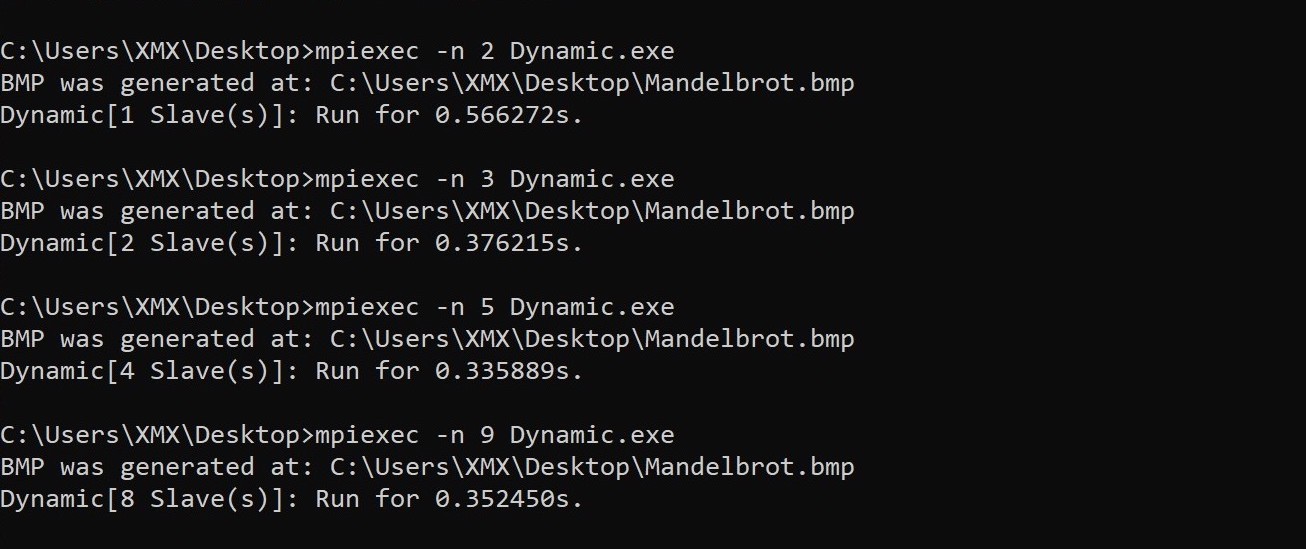 C:\Users\XMX\Desktop>mpiexec -n 2 Dynamic.exe
BMP was generated at: C:\Users\XMX\Desktop\Mandelbrot.bmp
Dynamic[1 Slave(s)]: Run for 0.566272s.
C:\Users\XMX\Desktop>mpiexec -n 3 Dynamic.exe
BMP was generated at: C:\Users\XMX\Desktop\Mandelbrot.bmp
Dynamic[2 Slave(s)]: Run for 0.376215s.
C:\Users\XMX\Desktop>mpiexec -n 5 Dynamic.exe
BMP was generated at: C:\Users\XMX\Desktop\Mandelbrot.bmp
Dynamic[4 Slave(s)]: Run for 0.335889s.
C:\Users\XMX\Desktop>mpiexec -n 9 Dynamic.exe
BMP was generated at: C:\Users\XMX\Desktop\Mandelbrot.bmp
Dynamic[8 Slave(s)]: Run for 0.352450s.